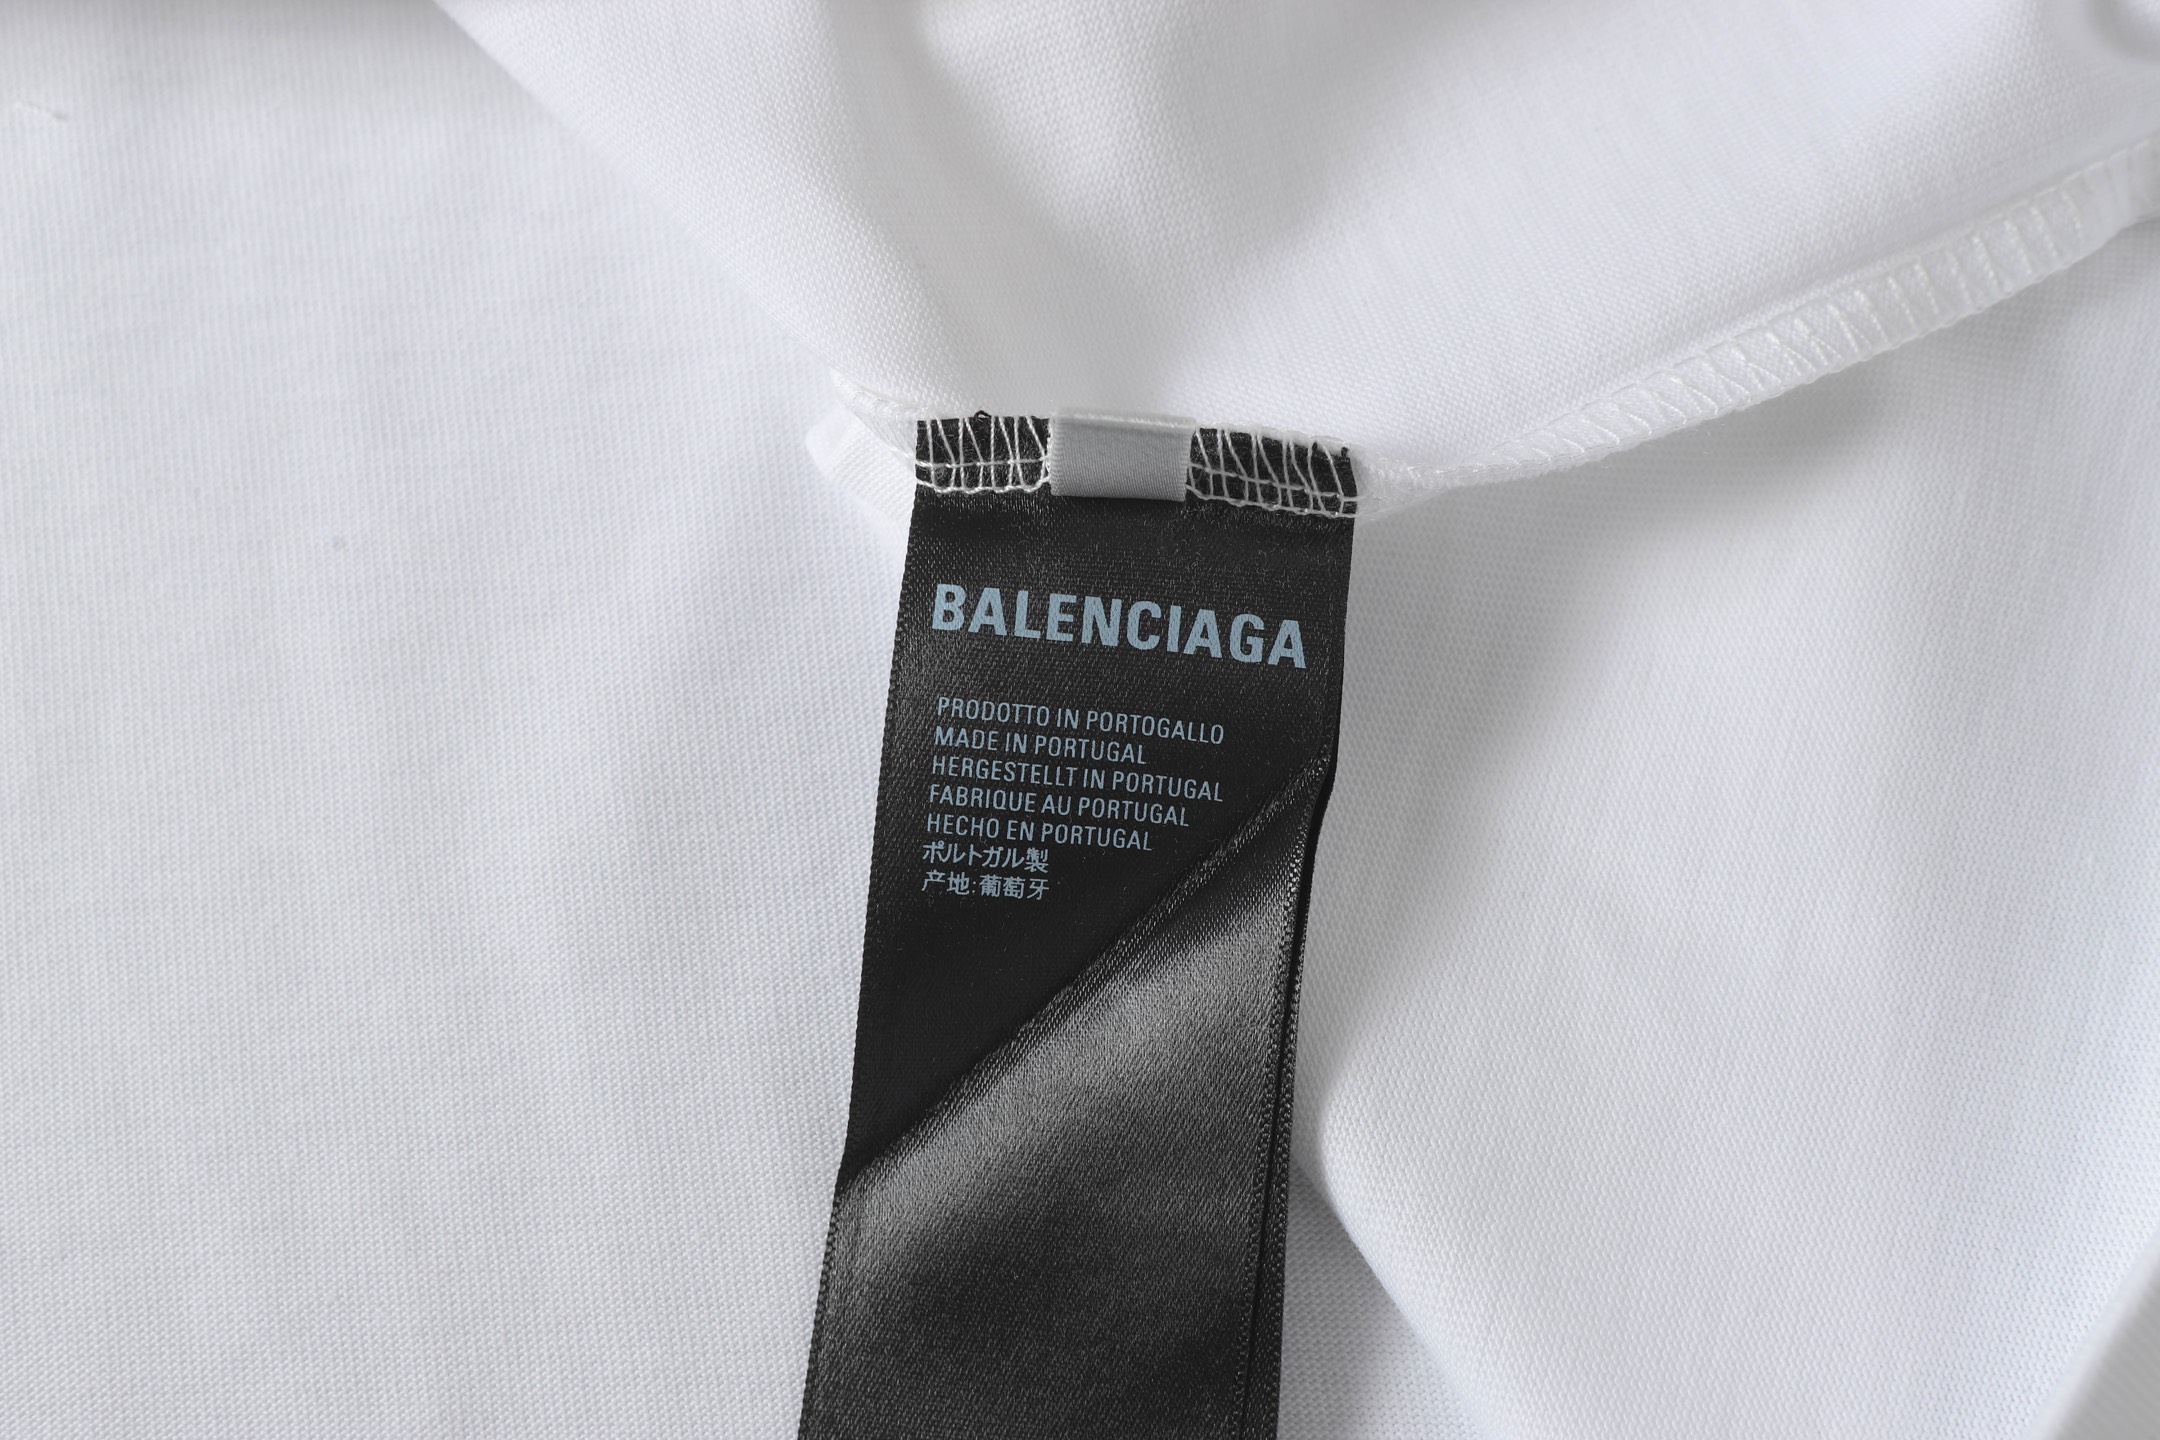 BALENCIAGA
PRODOTTO IN PORTOGALLO
MADE IN PORTUGAL
HERGESTELLT IN PORTUGAL
FABRIQUE AU PORTUGAL
HECHO EN PORTUGAL
ポルトガル製
产地:葡萄牙